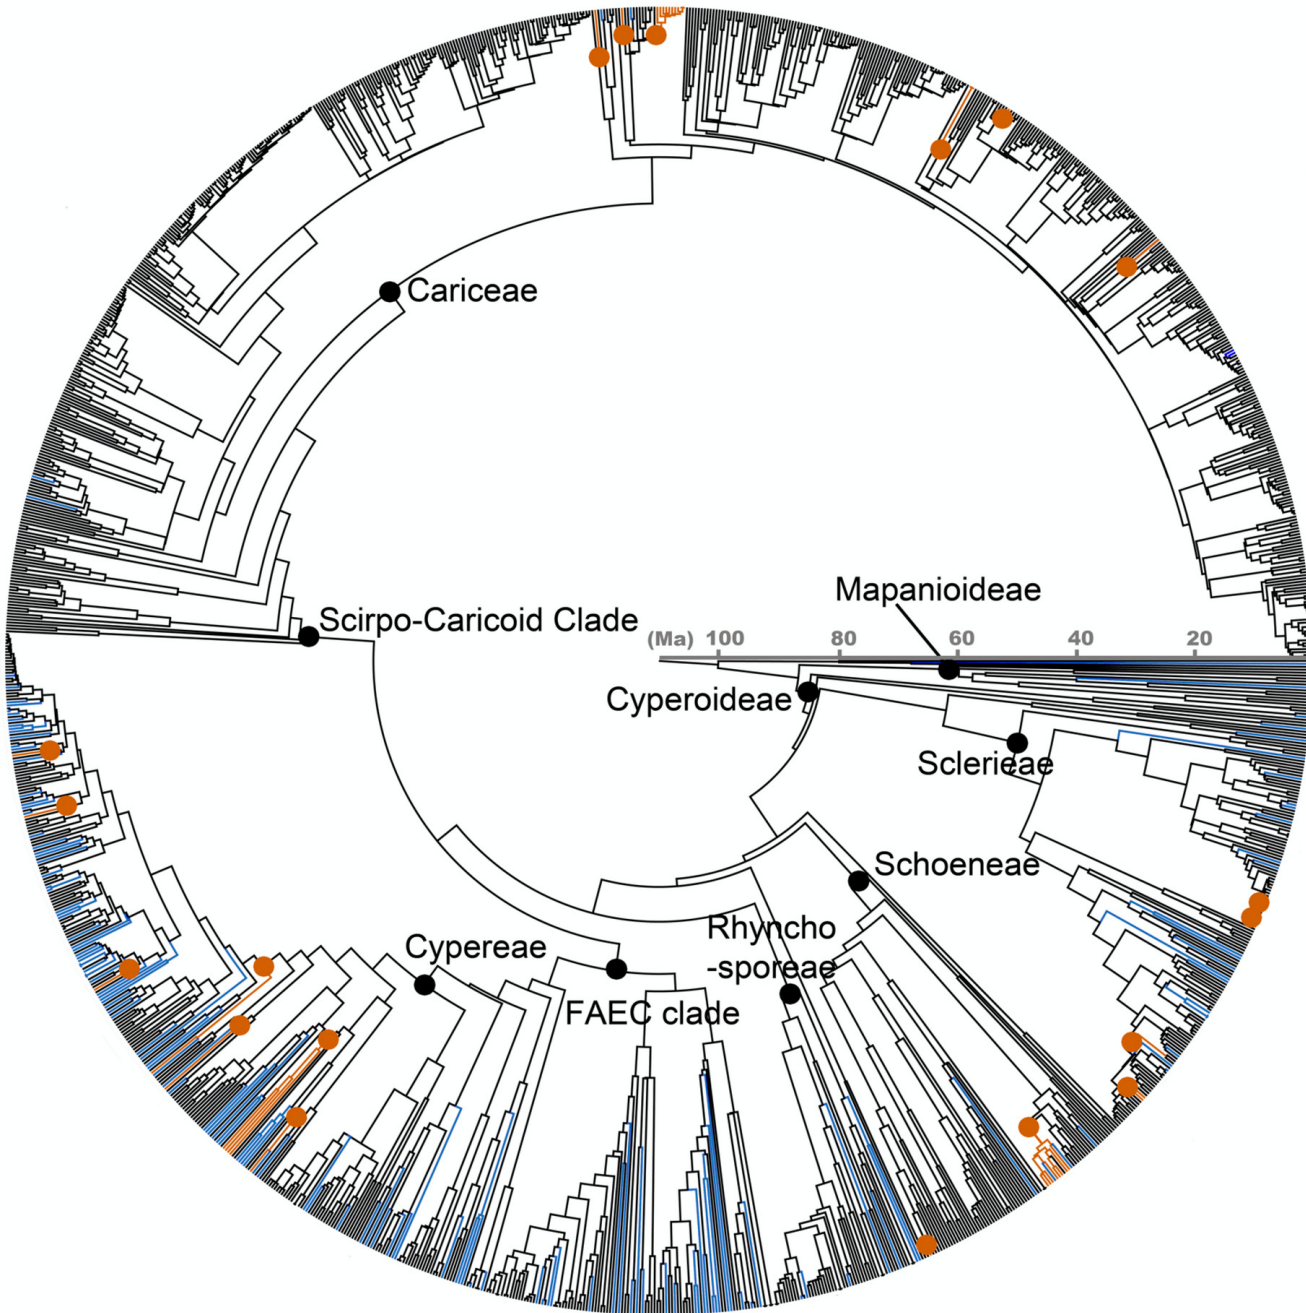 Cariceae
Mapanioideae
Scirpo-Caricoid Clade
(Ma) 100 80 60 40 20
Cyperoideae
Sclerieae
Schoeneae
Rhyncho
-sporeae
Cypereae
FAEC clade